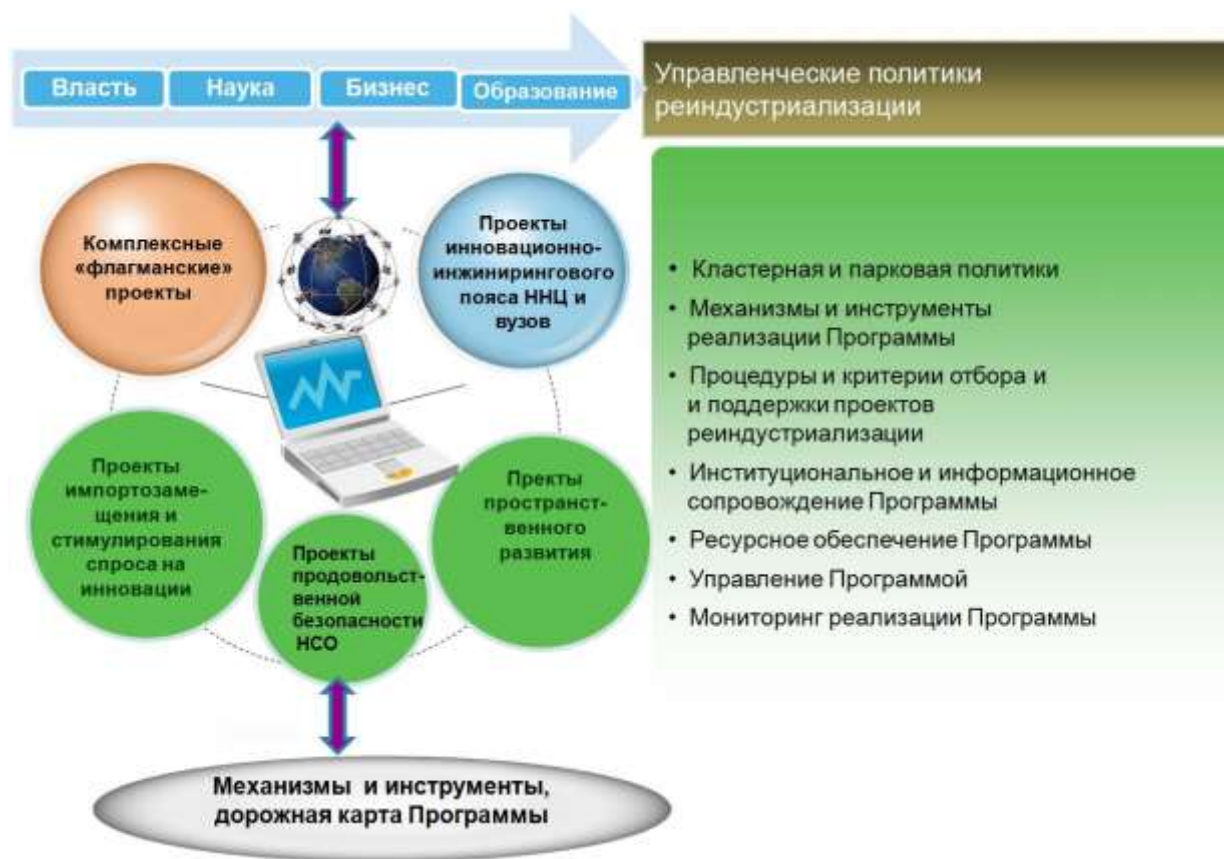 Власть
Наука
Бизнес
Образование
Управленческие политики
реиндустриализации
Комплексные
«флагманские»
проекты
Проекты
инновационно-
инжинирингового
пояса ННЦ и
вузов
Проекты
импортозаме-
щения и
стимулирования
спроса на
инновации
Проекты
продовольст-
венной
безопасности
НСО
Пректы
пространст-
венного
развития
Механизмы и инструменты,
дорожная карта Программы
• Кластерная и парковая политики
• Механизмы и инструменты
реализации Программы
• Процедуры и критерии отбора и
и поддержки проектов
реиндустриализации
• Институциональное и информационное
сопровождение Программы
• Ресурсное обеспечение Программы
• Управление Программой
• Мониторинг реализации Программы